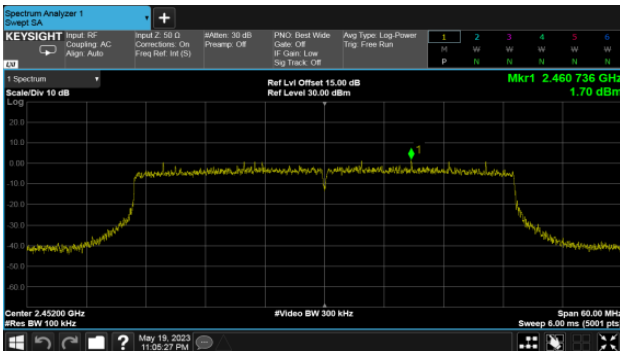 Spectrum Analyzer 1
Swept SA
+
KEYSIGHT
Input: RF
Coupling: AC
Align: Auto
Input Z: 50 Ω
Corrections: On
Freq Ref: Int (S)
#Atten: 30 dB
Preamp: Off
PNO: Best Wide
Gate: Off
IF Gain: Low
Sig Track: Off
Avg Type: Log-Power
Trig: Free Run
1 2 3 4 5 6
M W W W W W
P N N N N N
LXI
1 Spectrum
Scale/Div 10 dB
Ref Lvl Offset 15.00 dB
Ref Level 30.00 dBm
Mkr1 2.460 736 GHz
1.70 dBm
Log
20.0
10.0
0.00
-10.0
-20.0
-30.0
-40.0
-50.0
-60.0
1
Center 2.45200 GHz
#Res BW 100 kHz
#Video BW 300 kHz
Span 60.00 MHz
Sweep 6.00 ms (5001 pts)
?
May 19, 2023
11:05:27 PM